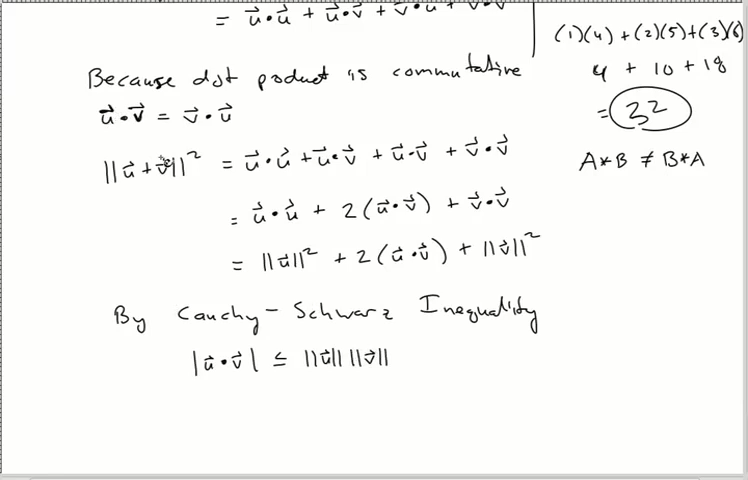 = u⃗·u⃗ + u⃗·v⃗ + v⃗·u⃗ + v⃗·v⃗
Because dot product is commutative
u⃗·v⃗ = v⃗·u⃗
||u⃗+v⃗||² = u⃗·u⃗ + u⃗·v⃗ + u⃗·v⃗ + v⃗·v⃗
= u⃗·u⃗ + 2(u⃗·v⃗) + v⃗·v⃗
= ||u⃗||² + 2(u⃗·v⃗) + ||v⃗||²
By Cauchy-Schwarz Inequality
|u⃗·v⃗| ≤ ||u⃗|| ||v⃗||
(1)(4) + (2)(5) + (3)(6)
4 + 10 + 18
= 32
A*B ≠ B*A